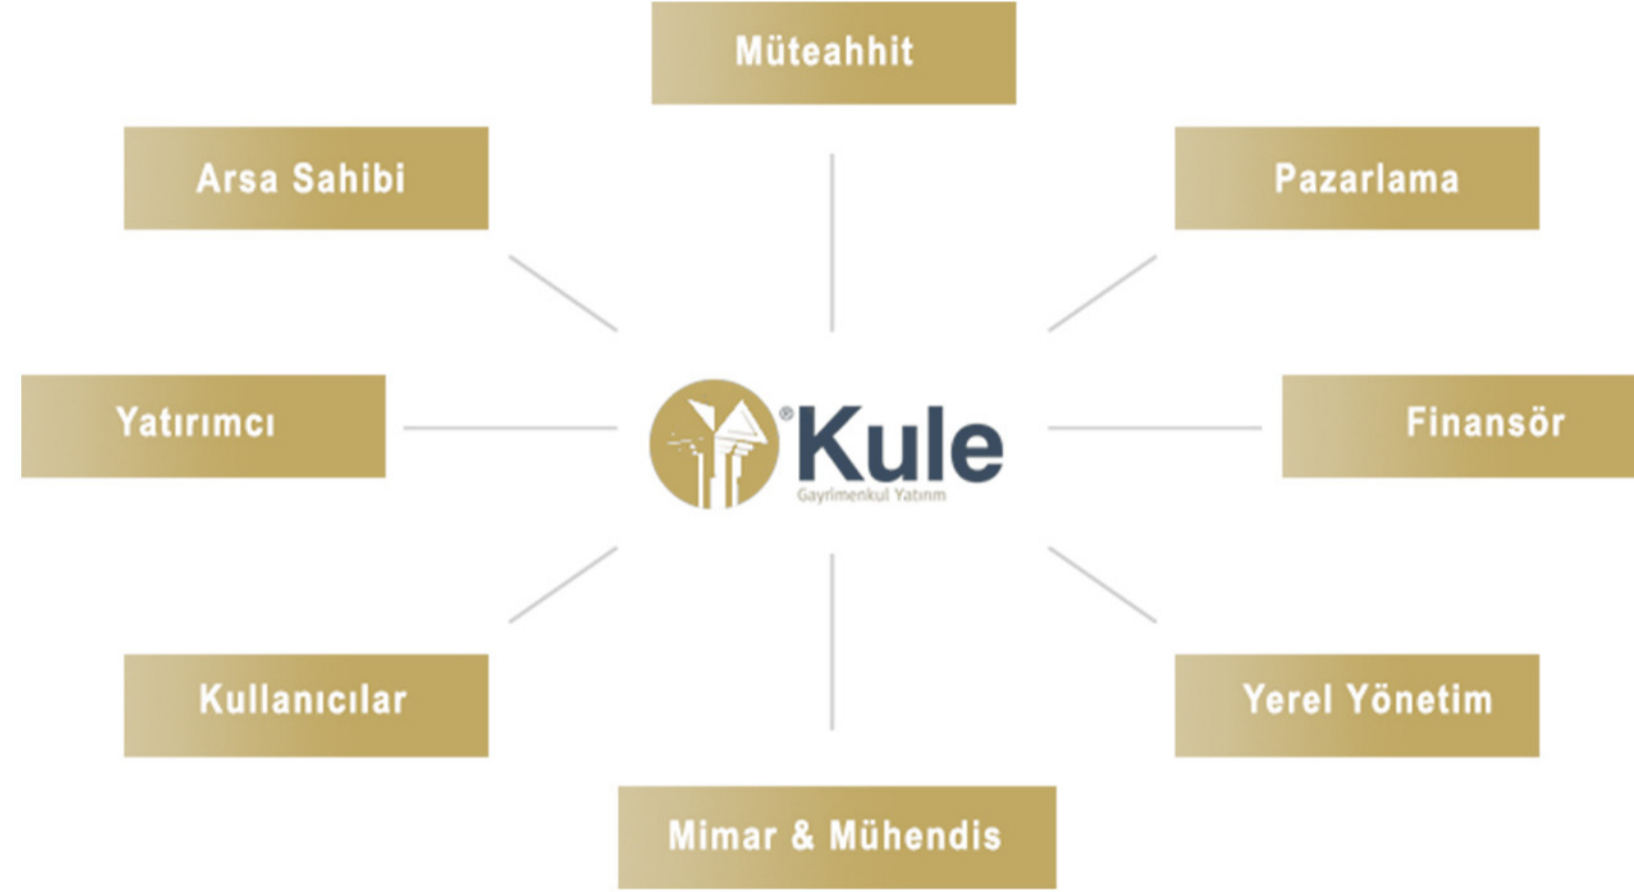 Müteahhit
Arsa Sahibi
Pazarlama
Yatırımcı
® Kule
Gayrimenkul Yatırım
Finansör
Kullanıcılar
Yerel Yönetim
Mimar & Mühendis